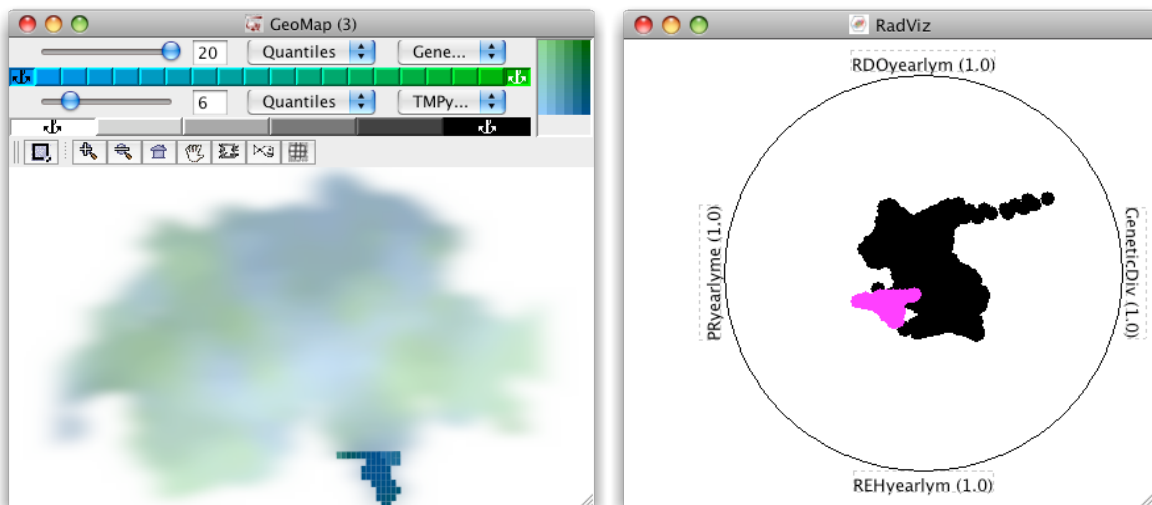 GeoMap (3)
20
Quantiles
Gene...
6
Quantiles
TMPy...
RadViz
RDOyearlym (1.0)
PRyearlyme (1.0)
GeneticDiv (1.0)
REHyearlym (1.0)